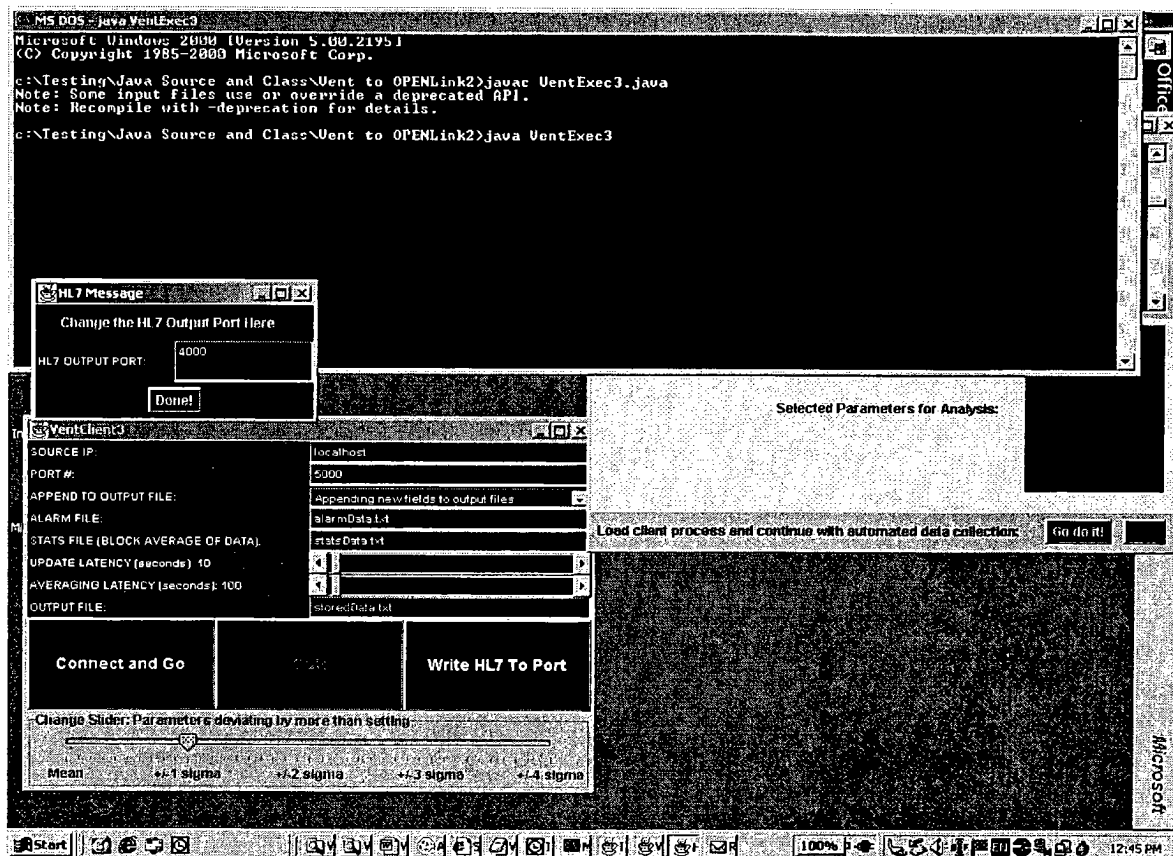 MS DOS - java VentExec3
Microsoft Windows 2000 [Version 5.00.2195]
(C) Copyright 1985-2000 Microsoft Corp.
c:\Testing\Java Source and Class\Vent to OPENLink2>javac VentExec3.java
Note: Some input files use or override a deprecated API.
Note: Recompile with -deprecation for details.
c:\Testing\Java Source and Class\Vent to OPENLink2>java VentExec3
Office
HL7 Message
Change the HL7 Output Port Here
HL7 OUTPUT PORT:
4000
Done!
Selected Parameters for Analysis:
VentClient3
SOURCE IP:
localhost
PORT #:
5000
APPEND TO OUTPUT FILE:
Appending new fields to output files
ALARM FILE:
alarmData.txt
STATS FILE (BLOCK AVERAGE OF DATA):
statsData.txt
UPDATE LATENCY (seconds) 10
AVERAGING LATENCY (seconds): 100
OUTPUT FILE:
storedData.txt
Load client process and continue with automated data collection:
Go do it!
Connect and Go
Write HL7 To Port
Change Slider: Parameters deviating by more than setting
Mean
+/-1 sigma
+/-2 sigma
+/-3 sigma
+/-4 sigma
Microsoft
Start
100%
12:45 PM